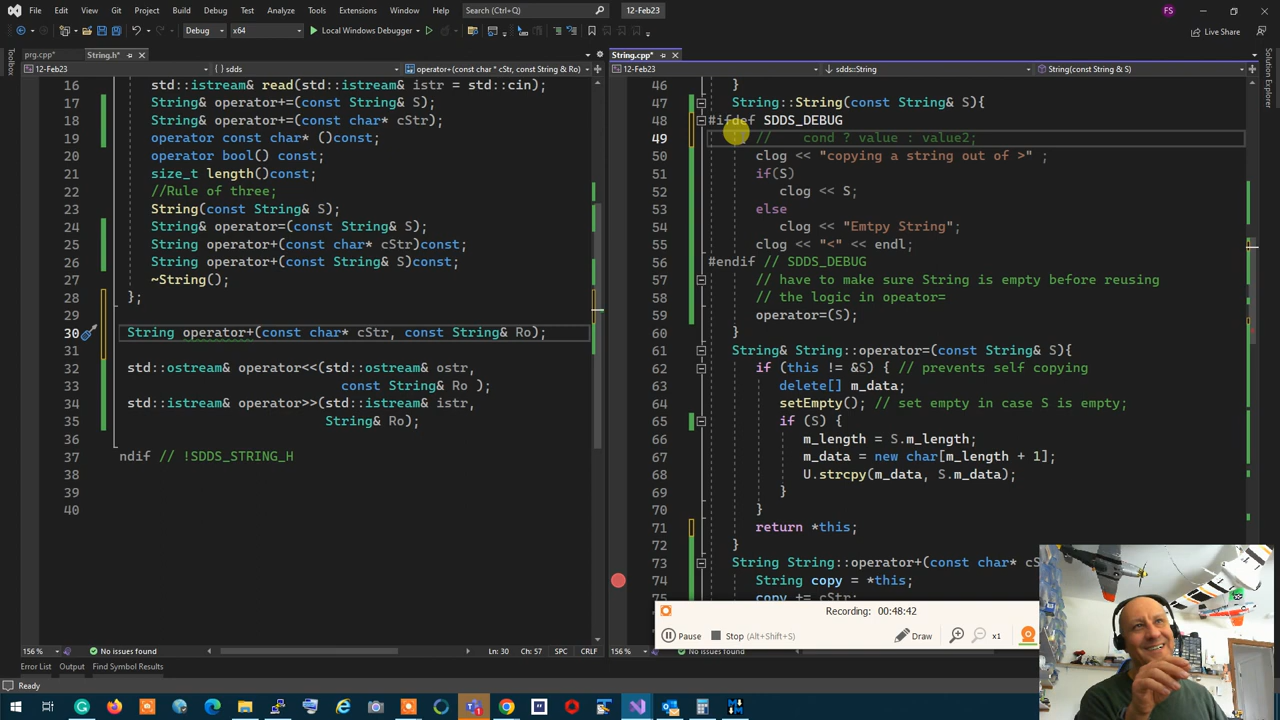 File Edit View Git Project Build Debug Test Analyze Tools Extensions Window Help Search (Ctrl+Q) 12-Feb23 FS
Debug x64 Local Windows Debugger Live Share
Toolbox
prg.cpp* String.h*
12-Feb23 sdds operator+(const char * cStr, const String & Ro)
16 std::istream& read(std::istream& istr = std::cin);
17 String& operator+=(const String& S);
18 String& operator+=(const char* cStr);
19 operator const char* ()const;
20 operator bool() const;
21 size_t length()const;
22 //Rule of three;
23 String(const String& S);
24 String& operator=(const String& S);
25 String operator+(const char* cStr)const;
26 String operator+(const String& S)const;
27 ~String();
28 };
29
30 String operator+(const char* cStr, const String& Ro);
31
32 std::ostream& operator<<(std::ostream& ostr,
33 const String& Ro );
34 std::istream& operator>>(std::istream& istr,
35 String& Ro);
36
37 ndif // !SDDS_STRING_H
38
39
40
156 % No issues found Ln: 30 Ch: 57 SPC CRLF
String.cpp*
12-Feb23 sdds::String String(const String & S)
46 }
47 String::String(const String& S){
48 #ifdef SDDS_DEBUG
49 // cond ? value : value2;
50 clog << "copying a string out of >" ;
51 if(S)
52 clog << S;
53 else
54 clog << "Emtpy String";
55 clog << "<" << endl;
56 #endif // SDDS_DEBUG
57 // have to make sure String is empty before reusing
58 // the logic in opeator=
59 operator=(S);
60 }
61 String& String::operator=(const String& S){
62 if (this != &S) { // prevents self copying
63 delete[] m_data;
64 setEmpty(); // set empty in case S is empty;
65 if (S) {
66 m_length = S.m_length;
67 m_data = new char[m_length + 1];
68 U.strcpy(m_data, S.m_data);
69 }
70 }
71 return *this;
72 }
73 String String::operator+(const char* cS
74 String copy = *this;
75 copy += cStr;
156 % No issues found
Solution Explorer
Recording: 00:48:42
Pause Stop (Alt+Shift+S) Draw x1
Error List Output Find Symbol Results
Ready